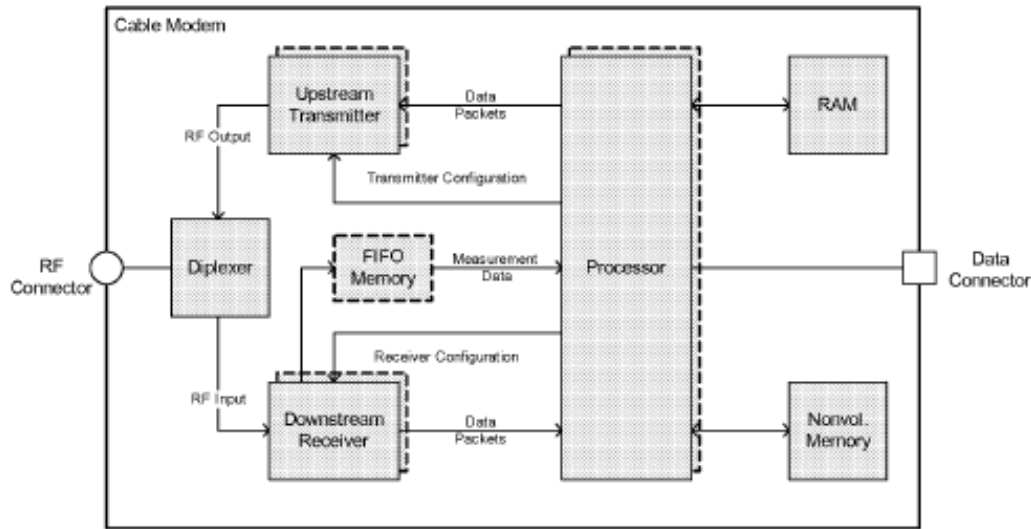 Cable Modem
Upstream
Transmitter
Data
Packets
RAM
RF Output
Transmitter Configuration
RF
Connector
Diplexer
FIFO
Memory
Measurement
Data
Processor
Data
Connector
Receiver Configuration
RF Input
Downstream
Receiver
Data
Packets
Nonvol.
Memory